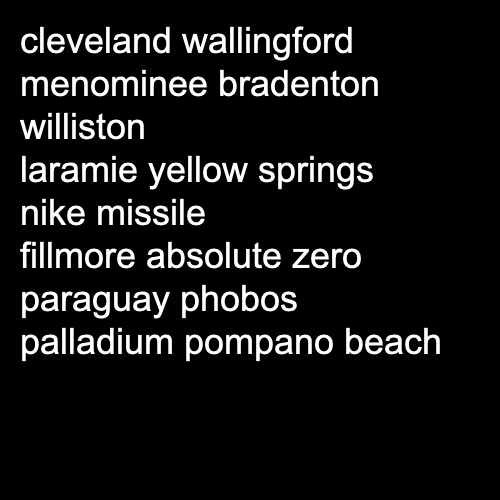 cleveland wallingford
menominee bradenton
williston
laramie yellow springs
nike missile
fillmore absolute zero
paraguay phobos
palladium pompano beach